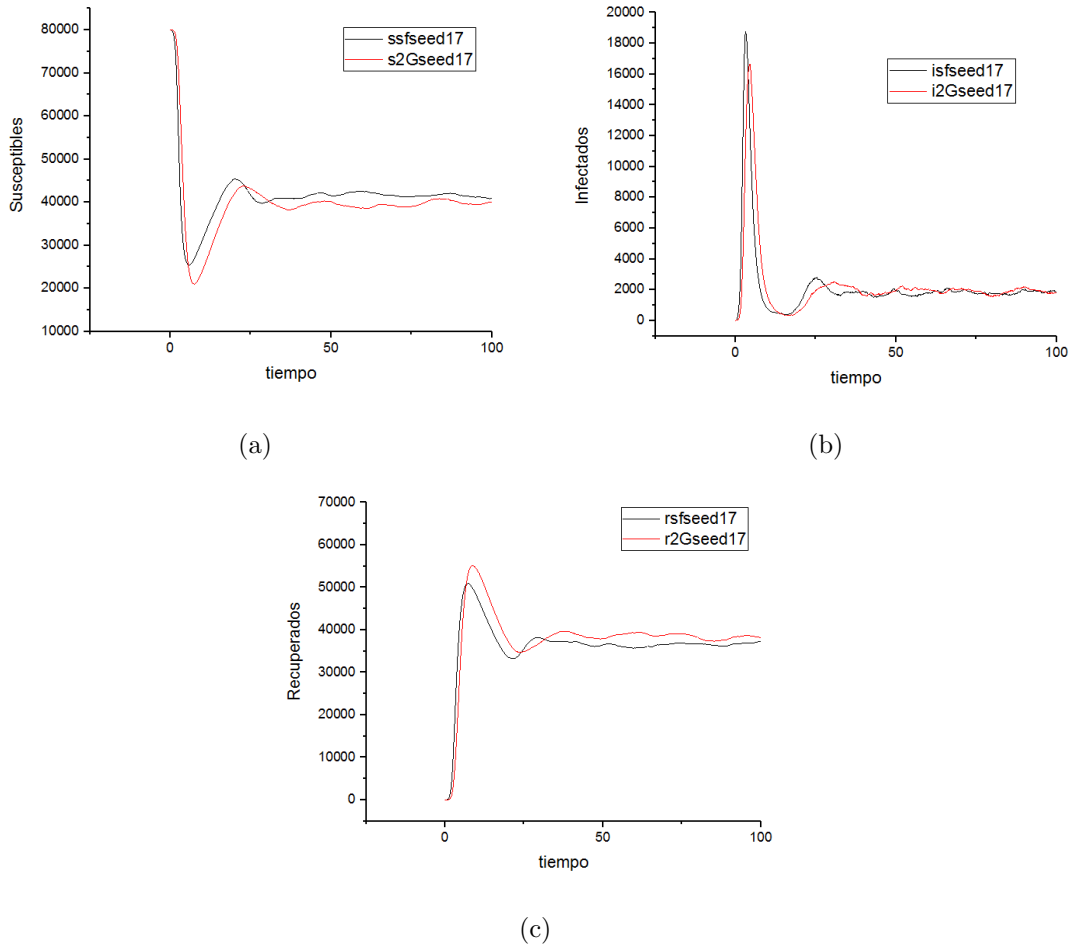 80000
70000
60000
50000
40000
30000
20000
10000
Susceptibles
ssfseed17
s2Gseed17
0
50
100
tiempo
(a)
20000
18000
16000
14000
12000
10000
8000
6000
4000
2000
0
Infectados
isfseed17
i2Gseed17
0
50
100
tiempo
(b)
70000
60000
50000
40000
30000
20000
10000
0
Recuperados
rsfseed17
r2Gseed17
0
50
100
tiempo
(c)